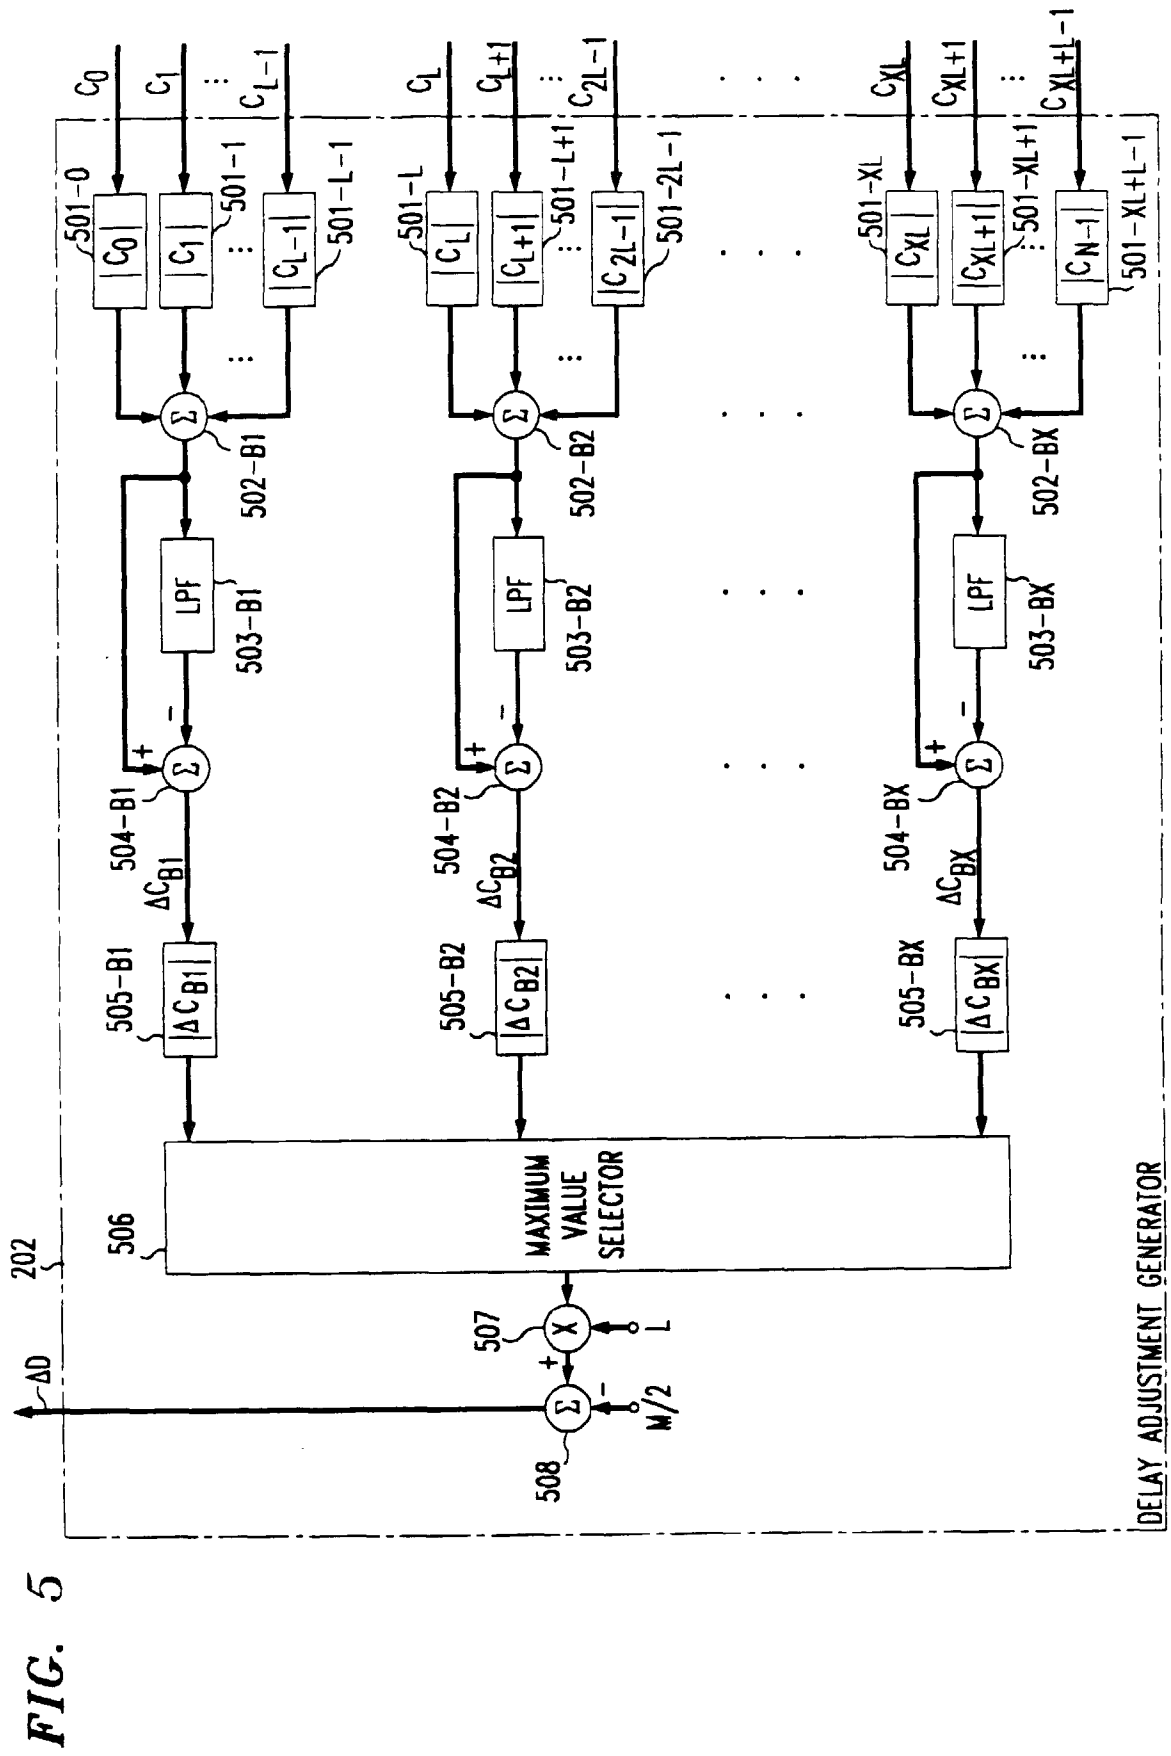 FIG. 5
202
DELAY ADJUSTMENT GENERATOR
C0
C1
⋮
CL−1
CL
CL+1
⋮
C2L−1
. . .
CXL
CXL+1
⋮
CXL+L−1
501−0
|C0|
|C1|
501−1
⋮
|CL−1|
501−L−1
501−L
|CL|
|CL+1|
501−L+1
⋮
|C2L−1|
501−2L−1
. . .
501−XL
|CXL|
|CXL+1|
501−XL+1
⋮
|CN−1|
501−XL+L−1
⋮
⋮
⋮
Σ
502−B1
Σ
502−B2
. . .
Σ
502−BX
LPF
503−B1
LPF
503−B2
. . .
LPF
503−BX
+
−
Σ
504−B1
+
−
Σ
504−B2
. . .
+
−
Σ
504−BX
ΔCB1
ΔCB2
ΔCBX
505−B1
|ΔCB1|
505−B2
|ΔCB2|
. . .
505−BX
|ΔCBX|
506
MAXIMUM
VALUE
SELECTOR
507
X
L
+
−
Σ
M/2
508
ΔD